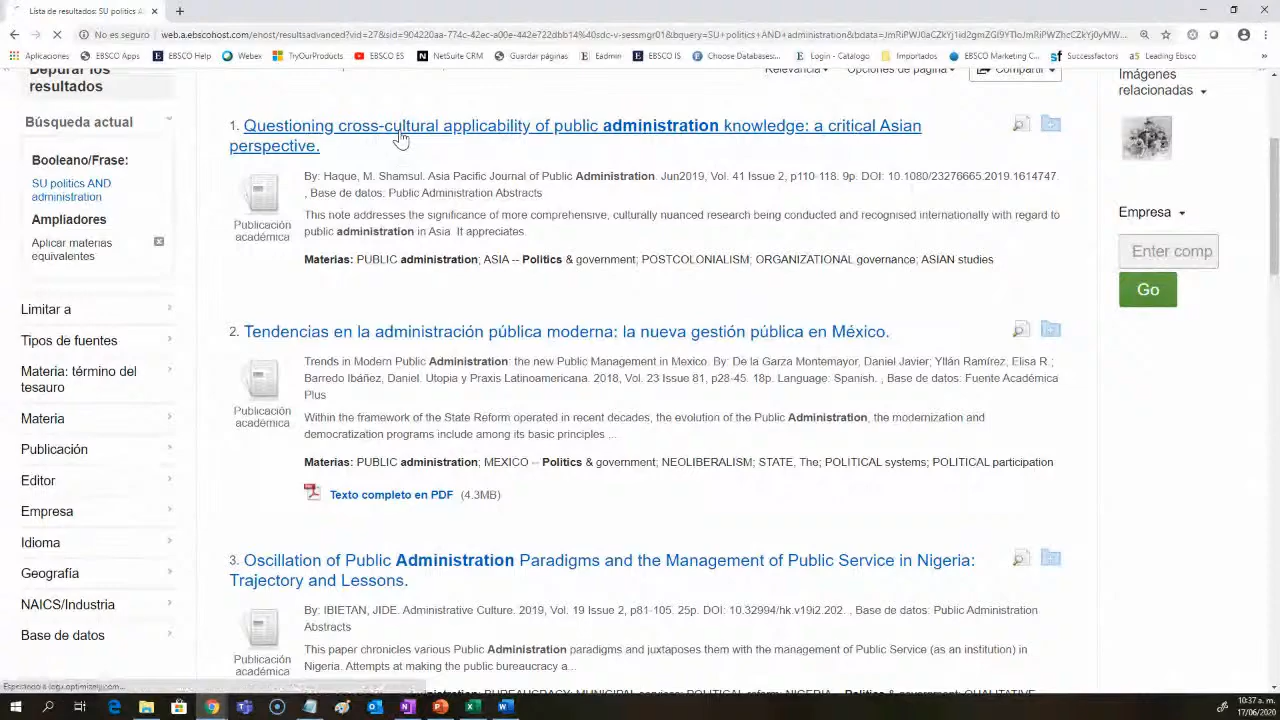 Lista de resultados: SU politics A
No es seguro
web.a.ebscohost.com/ehost/resultsadvanced?vid=27&sid=904220aa-774c-42ec-a00e-442e722dbb14%40sdc-v-sessmgr01&bquery=SU+politics+AND+administration&bdata=
Aplicaciones
EBSCO Apps
EBSCO Help
Webex
TryOurProducts
EBSCO ES
NetSuite CRM
Guardar páginas
Eadmin
EBSCO IS
Choose Databases:...
Login - Catalogo
Importados
EBSCO Marketing C...
Successfactors
Leading Ebsco
Depurar los
resultados
Búsqueda actual
Booleano/Frase:
SU politics AND
administration
Ampliadores
Aplicar materias
equivalentes
Limitar a
Tipos de fuentes
Materia: término del
tesauro
Materia
Publicación
Editor
Empresa
Idioma
Geografía
NAICS/Industria
Base de datos
Relevancia
Opciones de página
Compartir
1. Questioning cross-cultural applicability of public administration knowledge: a critical Asian
perspective.
Publicación
académica
By: Haque, M. Shamsul. Asia Pacific Journal of Public Administration. Jun2019, Vol. 41 Issue 2, p110-118. 9p. DOI: 10.1080/23276665.2019.1614747.
, Base de datos: Public Administration Abstracts
This note addresses the significance of more comprehensive, culturally nuanced research being conducted and recognised internationally with regard to
public administration in Asia. It appreciates.
Materias: PUBLIC administration; ASIA -- Politics & government; POSTCOLONIALISM; ORGANIZATIONAL governance; ASIAN studies
2. Tendencias en la administración pública moderna: la nueva gestión pública en México.
Publicación
académica
Trends in Modern Public Administration: the new Public Management in Mexico. By: De la Garza Montemayor, Daniel Javier; Yllán Ramírez, Elisa R.;
Barredo Ibáñez, Daniel. Utopia y Praxis Latinoamericana. 2018, Vol. 23 Issue 81, p28-45. 18p. Language: Spanish. , Base de datos: Fuente Académica
Plus
Within the framework of the State Reform operated in recent decades, the evolution of the Public Administration, the modernization and
democratization programs include among its basic principles ...
Materias: PUBLIC administration; MEXICO -- Politics & government; NEOLIBERALISM; STATE, The; POLITICAL systems; POLITICAL participation
Texto completo en PDF (4.3MB)
3. Oscillation of Public Administration Paradigms and the Management of Public Service in Nigeria:
Trajectory and Lessons.
Publicación
académica
By: IBIETAN, JIDE. Administrative Culture. 2019, Vol. 19 Issue 2, p81-105. 25p. DOI: 10.32994/hk.v19i2.202. , Base de datos: Public Administration
Abstracts
This paper chronicles various Public Administration paradigms and juxtaposes them with the management of Public Service (as an institution) in
Nigeria. Attempts at making the public bureaucracy a...
Imágenes
relacionadas
Empresa
Enter comp
Go
10:37 a. m.
17/06/2020